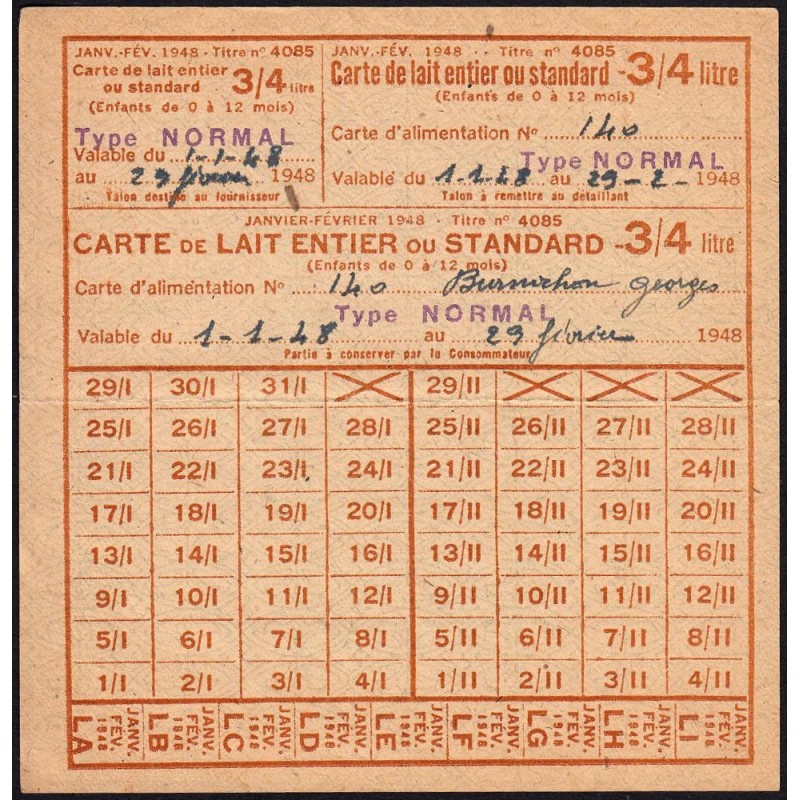 JANV.-FÉV. 1948 - Titre nº 4085
Carte de lait entier
ou standard 3/4 litre
(Enfants de 0 à 12 mois)
Type NORMAL
Valable du 1-1-48
au 29 février 1948
Talon destiné au fournisseur
JANV.-FÉV. 1948 - Titre nº 4085
Carte de lait entier ou standard - 3/4 litre
(Enfants de 0 à 12 mois)
Carte d'alimentation Nº 140
Type NORMAL
Valable du 1-1-48 au 29-2- 1948
Talon à remettre au détaillant
JANVIER-FÉVRIER 1948 - Titre nº 4085
CARTE DE LAIT ENTIER OU STANDARD - 3/4 litre
(Enfants de 0 à 12 mois)
Carte d'alimentation Nº 140 Burnichon georges
Type NORMAL
Valable du 1-1-48 au 29 février 1948
Partie à conserver par le Consommateur
29/I 30/I 31/I 29/II
25/I 26/I 27/I 28/I 25/II 26/II 27/II 28/II
21/I 22/I 23/I 24/I 21/II 22/II 23/II 24/II
17/I 18/I 19/I 20/I 17/II 18/II 19/II 20/II
13/I 14/I 15/I 16/I 13/II 14/II 15/II 16/II
9/I 10/I 11/I 12/I 9/II 10/II 11/II 12/II
5/I 6/I 7/I 8/I 5/II 6/II 7/II 8/II
1/I 2/I 3/I 4/I 1/II 2/II 3/II 4/II
JANV. FÉV. 1948 LA
JANV. FÉV. 1948 LB
JANV. FÉV. 1948 LC
JANV. FÉV. 1948 LD
JANV. FÉV. 1948 LE
JANV. FÉV. 1948 LF
JANV. FÉV. 1948 LG
JANV. FÉV. 1948 LH
JANV. FÉV. 1948 LI